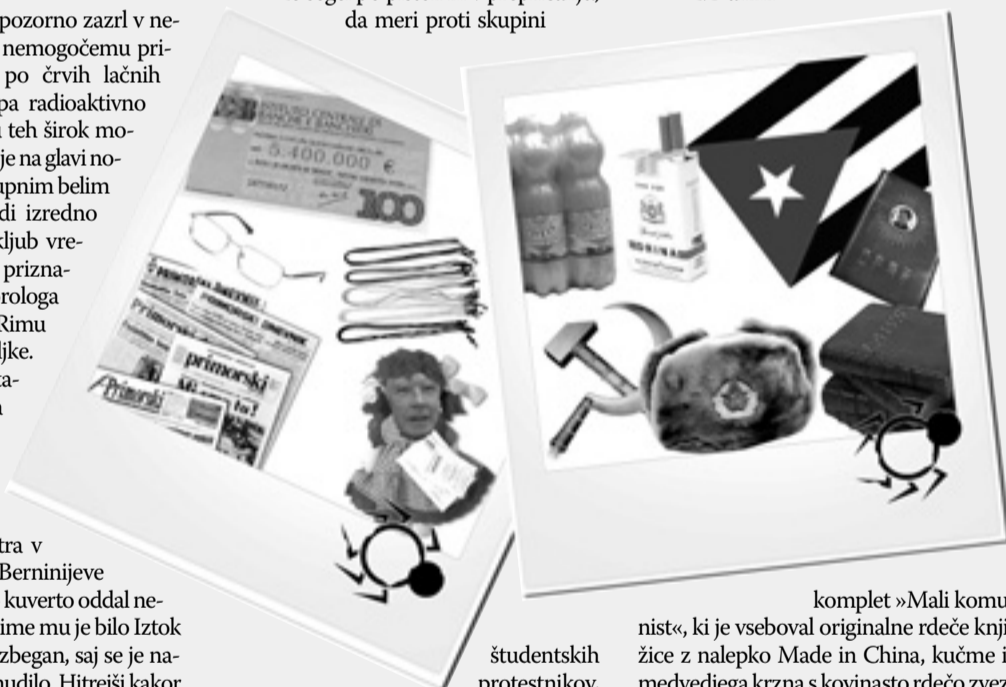 pozorno zazrl v ne-
nemogočemu pri-
po črvih lačnih
pa radioaktivno
teh širok mo-
je na glavi no-
upnim belim
di izredno
kljub vre-
prizna-
rologa
Rimu
ljke.
ta-
tra v
Berninijeve
kuverto oddal ne-
ime mu je bilo Iztok
zbegan, saj se je na-
mudilo. Hitrejši kakor
da meri proti skupini
5.400.000 €
100
Primorski
primorski
Primorski
študentskih
protestnikov,
komplet »Mali komu
nist«, ki je vseboval originalne rdeče knji
žice z nalepko Made in China, kučme i
medvedjega krzna s kovinasto rdečo zvez